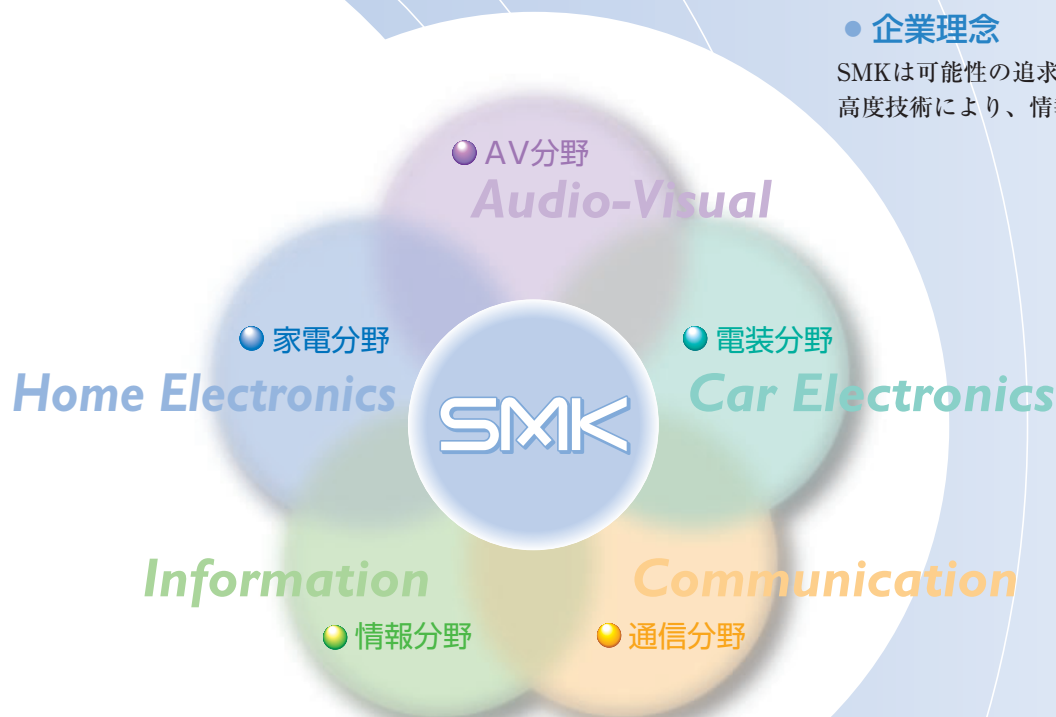 ● 企業理念
SMKは可能性の追求
高度技術により、情
AV分野
Audio-Visual
家電分野
電装分野
Home Electronics
Car Electronics
SMK
Information
Communication
情報分野
通信分野